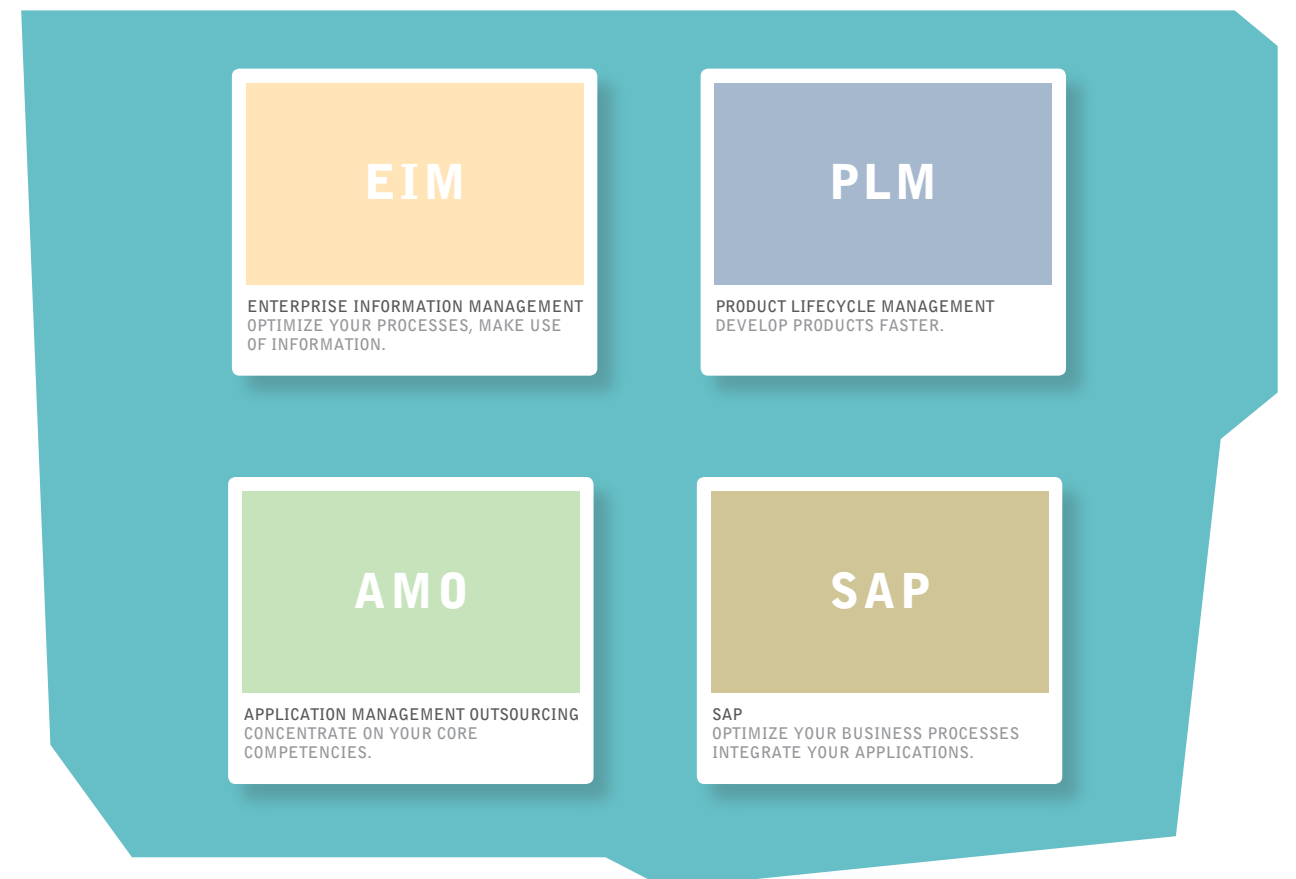 EIM
ENTERPRISE INFORMATION MANAGEMENT
OPTIMIZE YOUR PROCESSES, MAKE USE
OF INFORMATION.
PLM
PRODUCT LIFECYCLE MANAGEMENT
DEVELOP PRODUCTS FASTER.
AMO
APPLICATION MANAGEMENT OUTSOURCING
CONCENTRATE ON YOUR CORE
COMPETENCIES.
SAP
SAP
OPTIMIZE YOUR BUSINESS PROCESSES
INTEGRATE YOUR APPLICATIONS.